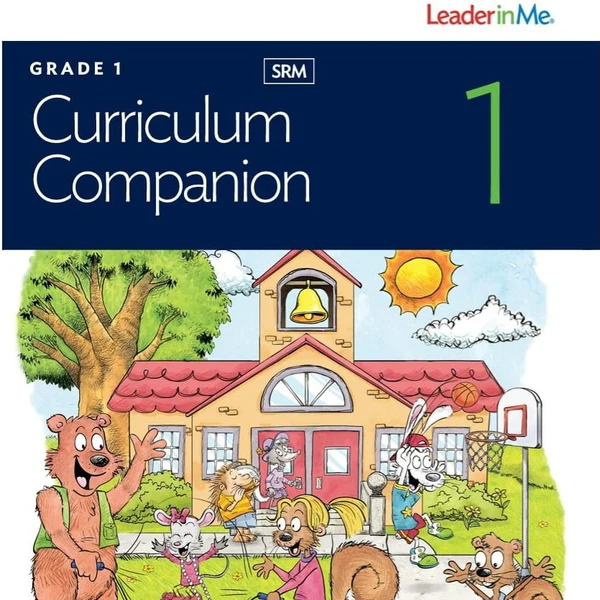 LeaderinMe®
GRADE 1
SRM
1
Curriculum
Companion